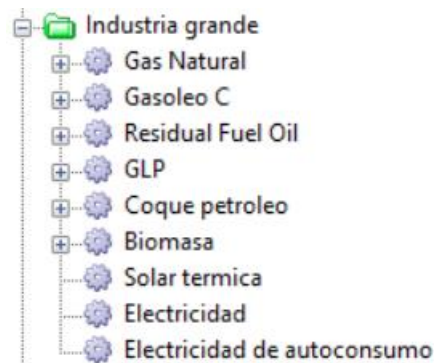 Industria grande
Gas Natural
Gasoleo C
Residual Fuel Oil
GLP
Coque petroleo
Biomasa
Solar termica
Electricidad
Electricidad de autoconsumo